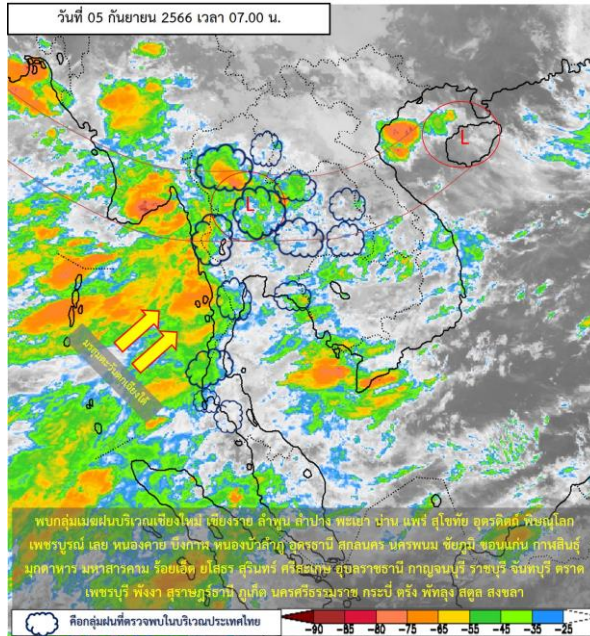 วันที่ 05 กันยายน 2566 เวลา 07.00 น.
L
L
มรสุมตะวันตกเฉียงใต้
พบกลุ่มเมฆฝนบริเวณเชียงใหม่ เชียงราย ลำพูน ลำปาง พะเยา น่าน แพร่ สุโขทัย อุตรดิตถ์ พิษณุโลก
เพชรบูรณ์ เลย หนองคาย บึงกาฬ หนองบัวลำภู อุดรธานี สกลนคร นครพนม ชัยภูมิ ขอนแก่น กาฬสินธุ์
มุกดาหาร มหาสารคาม ร้อยเอ็ด ยโสธร สุรินทร์ ศรีสะเกษ อุบลราชธานี กาญจนบุรี ราชบุรี จันทบุรี ตราด
เพชรบุรี พังงา สุราษฎร์ธานี ภูเก็ต นครศรีธรรมราช กระบี่ ตรัง พัทลุง สตูล สงขลา
คือกลุ่มฝนที่ตรวจพบในบริเวณประเทศไทย
-90 -85 -80 -75 -65 -55 -45 -35 -25